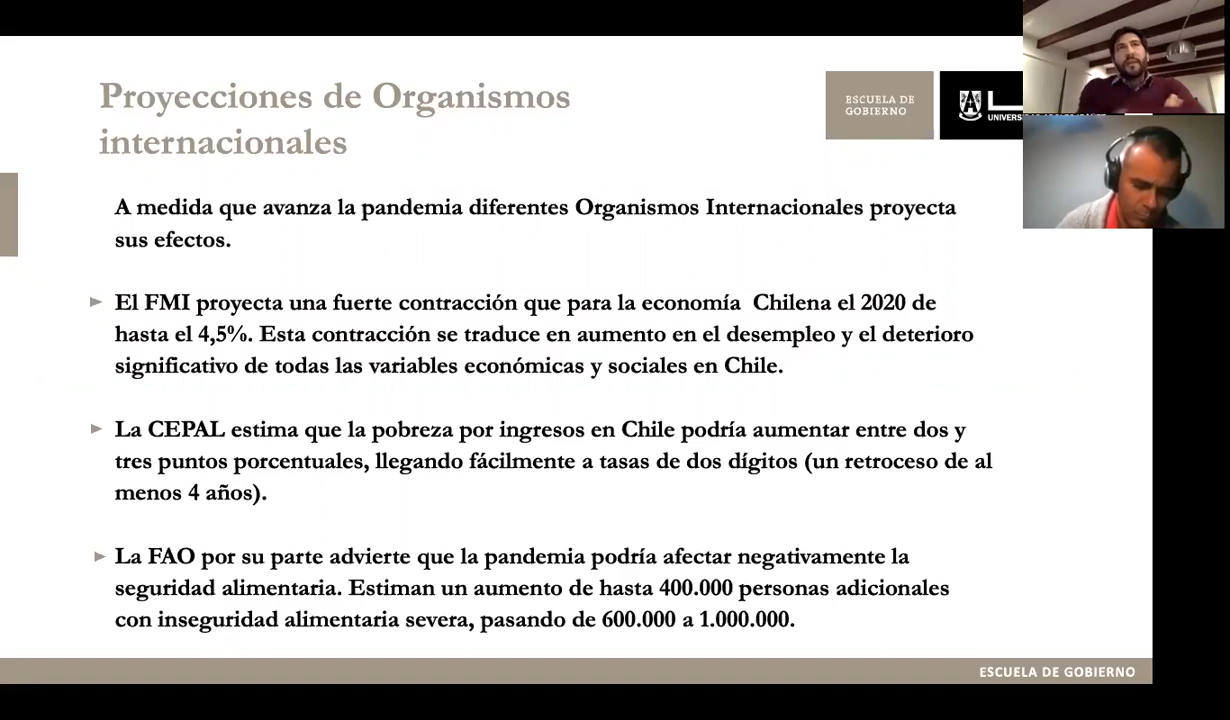 Proyecciones de Organismos
internacionales
ESCUELA DE
GOBIERNO
A medida que avanza la pandemia diferentes Organismos Internacionales proyecta
sus efectos.
El FMI proyecta una fuerte contracción que para la economía Chilena el 2020 de
hasta el 4,5%. Esta contracción se traduce en aumento en el desempleo y el deterioro
significativo de todas las variables económicas y sociales en Chile.
La CEPAL estima que la pobreza por ingresos en Chile podría aumentar entre dos y
tres puntos porcentuales, llegando fácilmente a tasas de dos dígitos (un retroceso de al
menos 4 años).
La FAO por su parte advierte que la pandemia podría afectar negativamente la
seguridad alimentaria. Estiman un aumento de hasta 400.000 personas adicionales
con inseguridad alimentaria severa, pasando de 600.000 a 1.000.000.
ESCUELA DE GOBIERNO